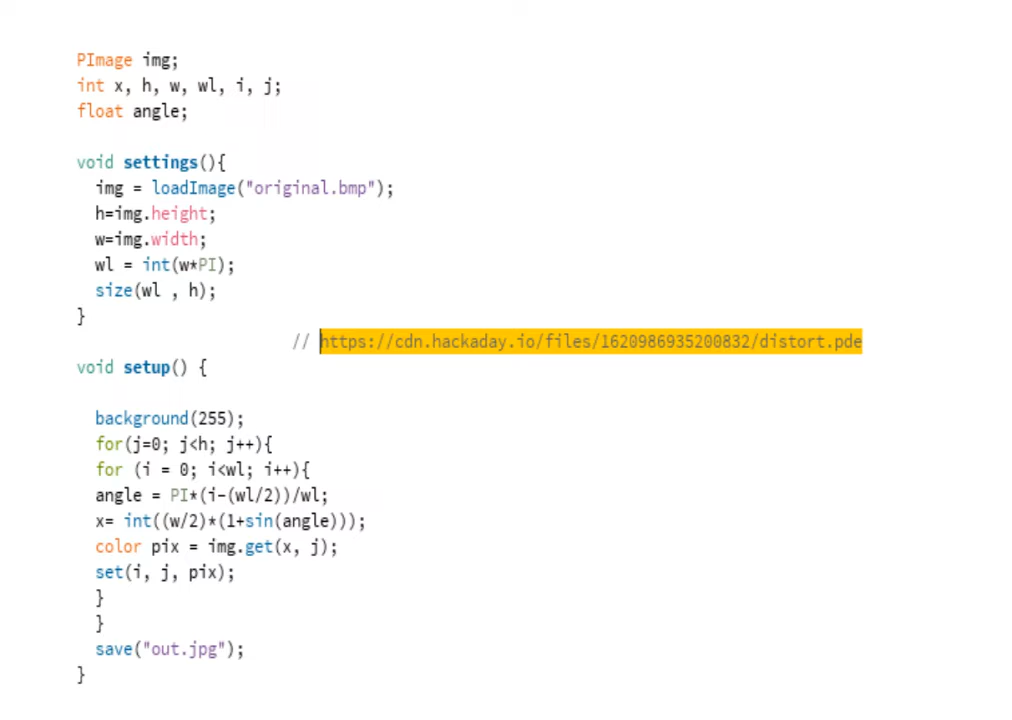 PImage img;
int x, h, w, wl, i, j;
float angle;
void settings(){
img = loadImage("original.bmp");
h=img.height;
w=img.width;
wl = int(w*PI);
size(wl , h);
}
// https://cdn.hackaday.io/files/1620986935200832/distort.pde
void setup() {
background(255);
for(j=0; j<h; j++){
for (i = 0; i<wl; i++){
angle = PI*(i-(wl/2))/wl;
x= int((w/2)*(1+sin(angle)));
color pix = img.get(x, j);
set(i, j, pix);
}
}
save("out.jpg");
}